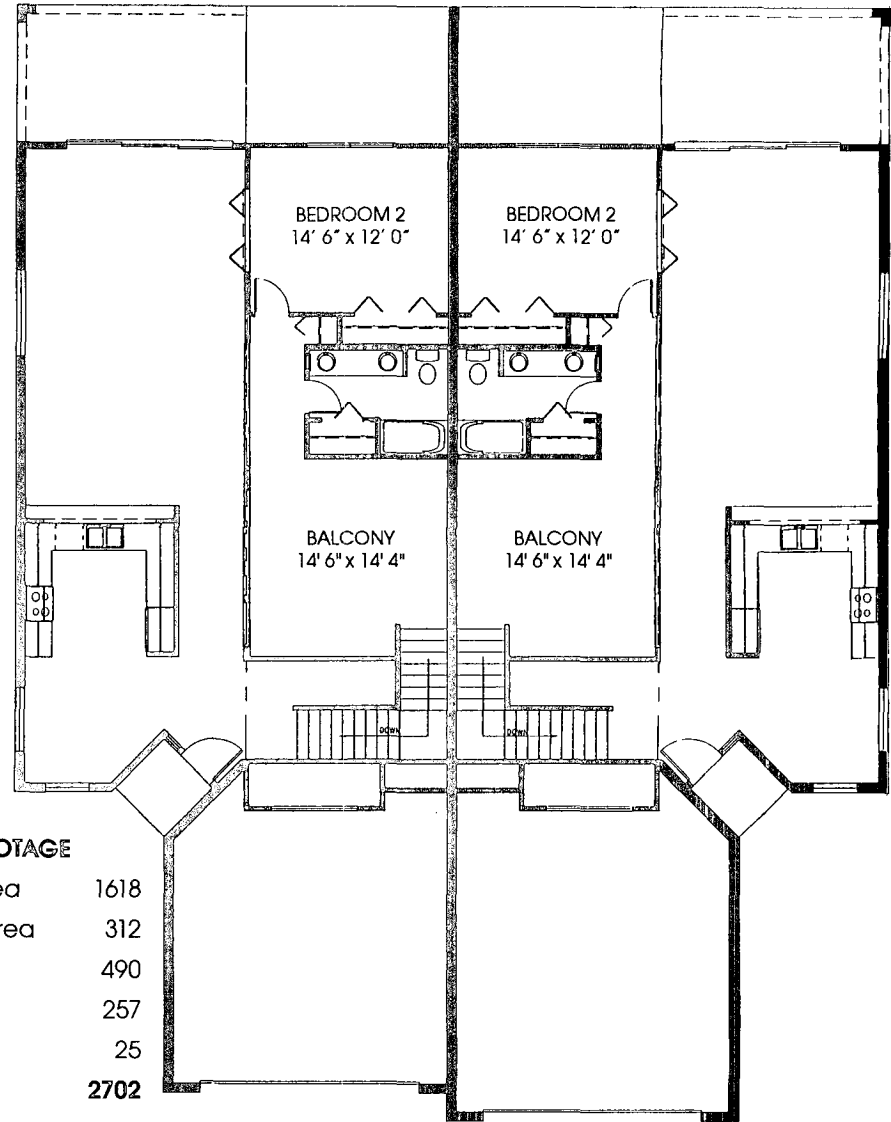 BEDROOM 2
14' 6" x 12' 0"
BEDROOM 2
14' 6" x 12' 0"
BALCONY
14' 6" x 14' 4"
BALCONY
14' 6" x 14' 4"
DOWN
DOWN
OTAGE
ea 1618
rea 312
490
257
25
2702